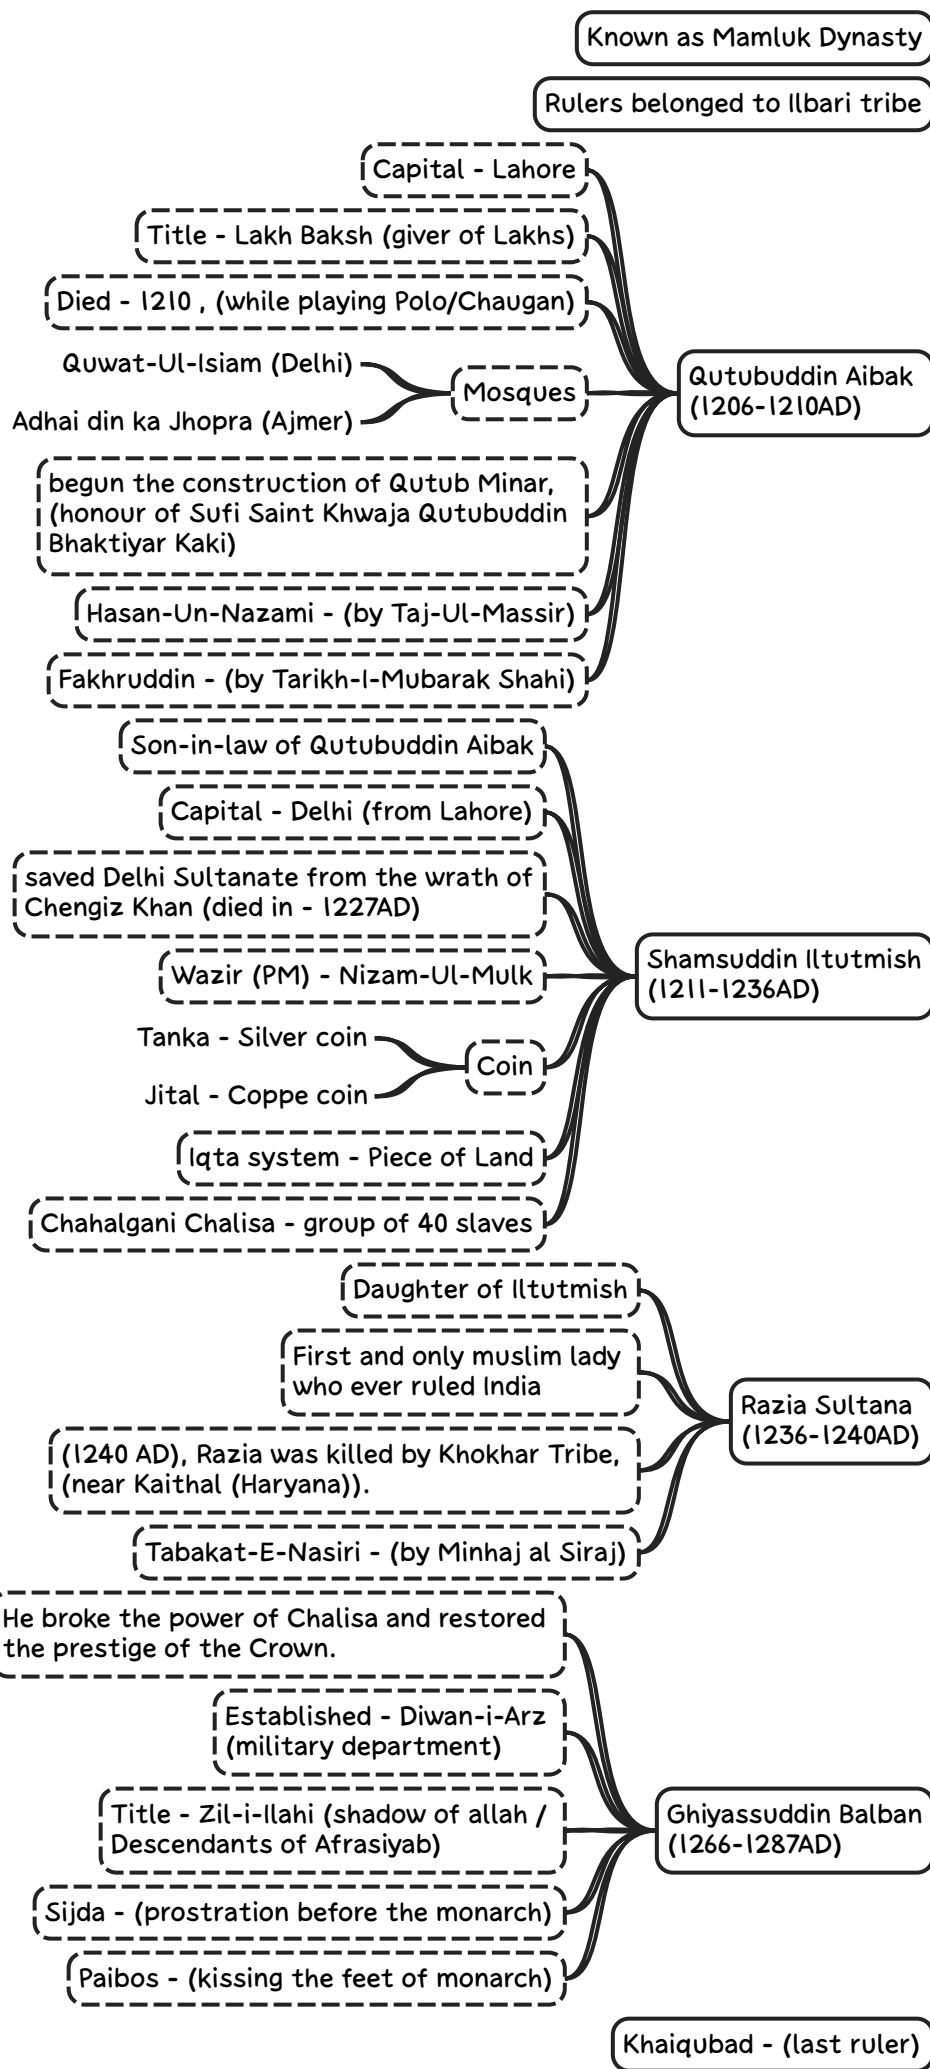 Known as Mamluk Dynasty
Rulers belonged to Ilbari tribe
Capital - Lahore
Title - Lakh Baksh (giver of Lakhs)
Died - 1210 , (while playing Polo/Chaugan)
Quwat-Ul-Isiam (Delhi)
Adhai din ka Jhopra (Ajmer)
Mosques
begun the construction of Qutub Minar,
(honour of Sufi Saint Khwaja Qutubuddin
Bhaktiyar Kaki)
Hasan-Un-Nazami - (by Taj-Ul-Massir)
Fakhruddin - (by Tarikh-I-Mubarak Shahi)
Qutubuddin Aibak
(1206-1210AD)
Son-in-law of Qutubuddin Aibak
Capital - Delhi (from Lahore)
saved Delhi Sultanate from the wrath of
Chengiz Khan (died in - 1227AD)
Wazir (PM) - Nizam-Ul-Mulk
Tanka - Silver coin
Jital - Coppe coin
Coin
Iqta system - Piece of Land
Chahalgani Chalisa - group of 40 slaves
Shamsuddin Iltutmish
(1211-1236AD)
Daughter of Iltutmish
First and only muslim lady
who ever ruled India
(1240 AD), Razia was killed by Khokhar Tribe,
(near Kaithal (Haryana)).
Tabakat-E-Nasiri - (by Minhaj al Siraj)
Razia Sultana
(1236-1240AD)
He broke the power of Chalisa and restored
the prestige of the Crown.
Established - Diwan-i-Arz
(military department)
Title - Zil-i-Ilahi (shadow of allah /
Descendants of Afrasiyab)
Sijda - (prostration before the monarch)
Paibos - (kissing the feet of monarch)
Ghiyassuddin Balban
(1266-1287AD)
Khaiqubad - (last ruler)